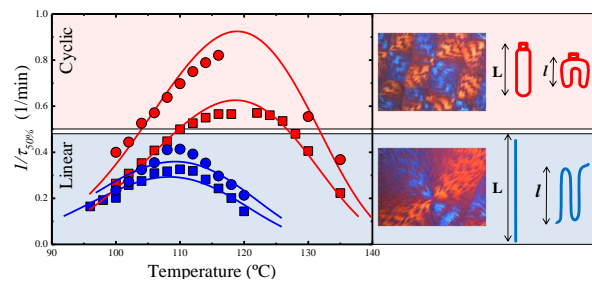 Cyclic
Linear
1/τ50% (1/min)
1.0
0.8
0.6
0.4
0.2
0.0
90 100 110 120 130 140
Temperature (ºC)
L
l
L
l